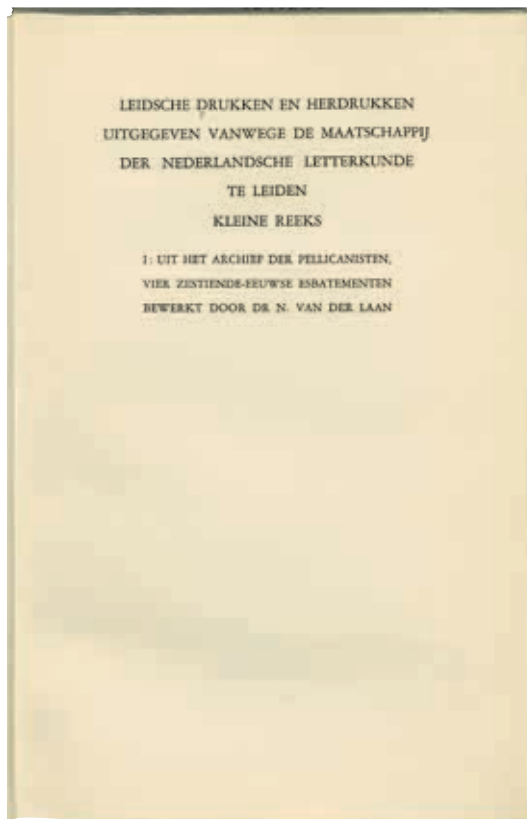 LEIDSCHE DRUKKEN EN HERDRUKKEN
UITGEGEVEN VANWEGE DE MAATSCHAPPIJ
DER NEDERLANDSCHE LETTERKUNDE
TE LEIDEN
KLEINE REEKS
I: UIT HET ARCHIEF DER PELLICANISTEN,
VIER ZESTIENDE-EEUWSE ESBATEMENTEN
BEWERKT DOOR DR N. VAN DER LAAN